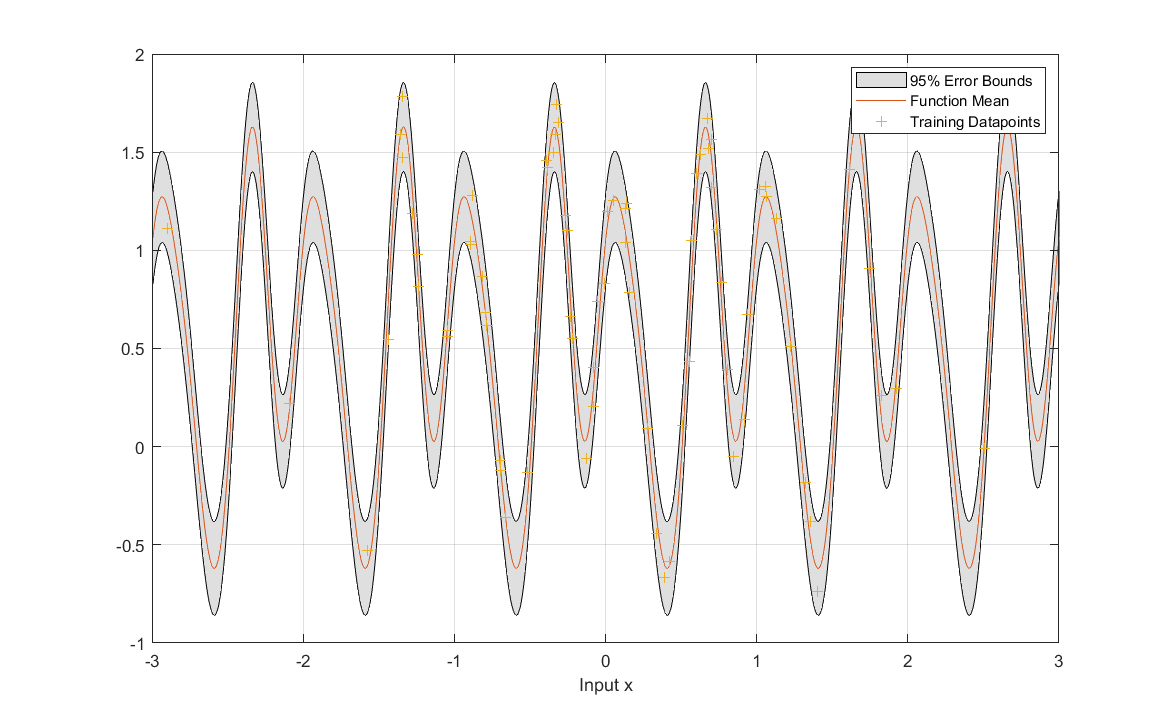 2
1.5
1
0.5
0
-0.5
-1
-3 -2 -1 0 1 2 3
Input x
95% Error Bounds
Function Mean
Training Datapoints